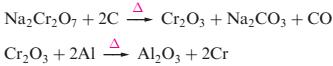 Na₂Cr₂O₇ + 2C —Δ→ Cr₂O₃ + Na₂CO₃ + CO
Cr₂O₃ + 2Al —Δ→ Al₂O₃ + 2Cr